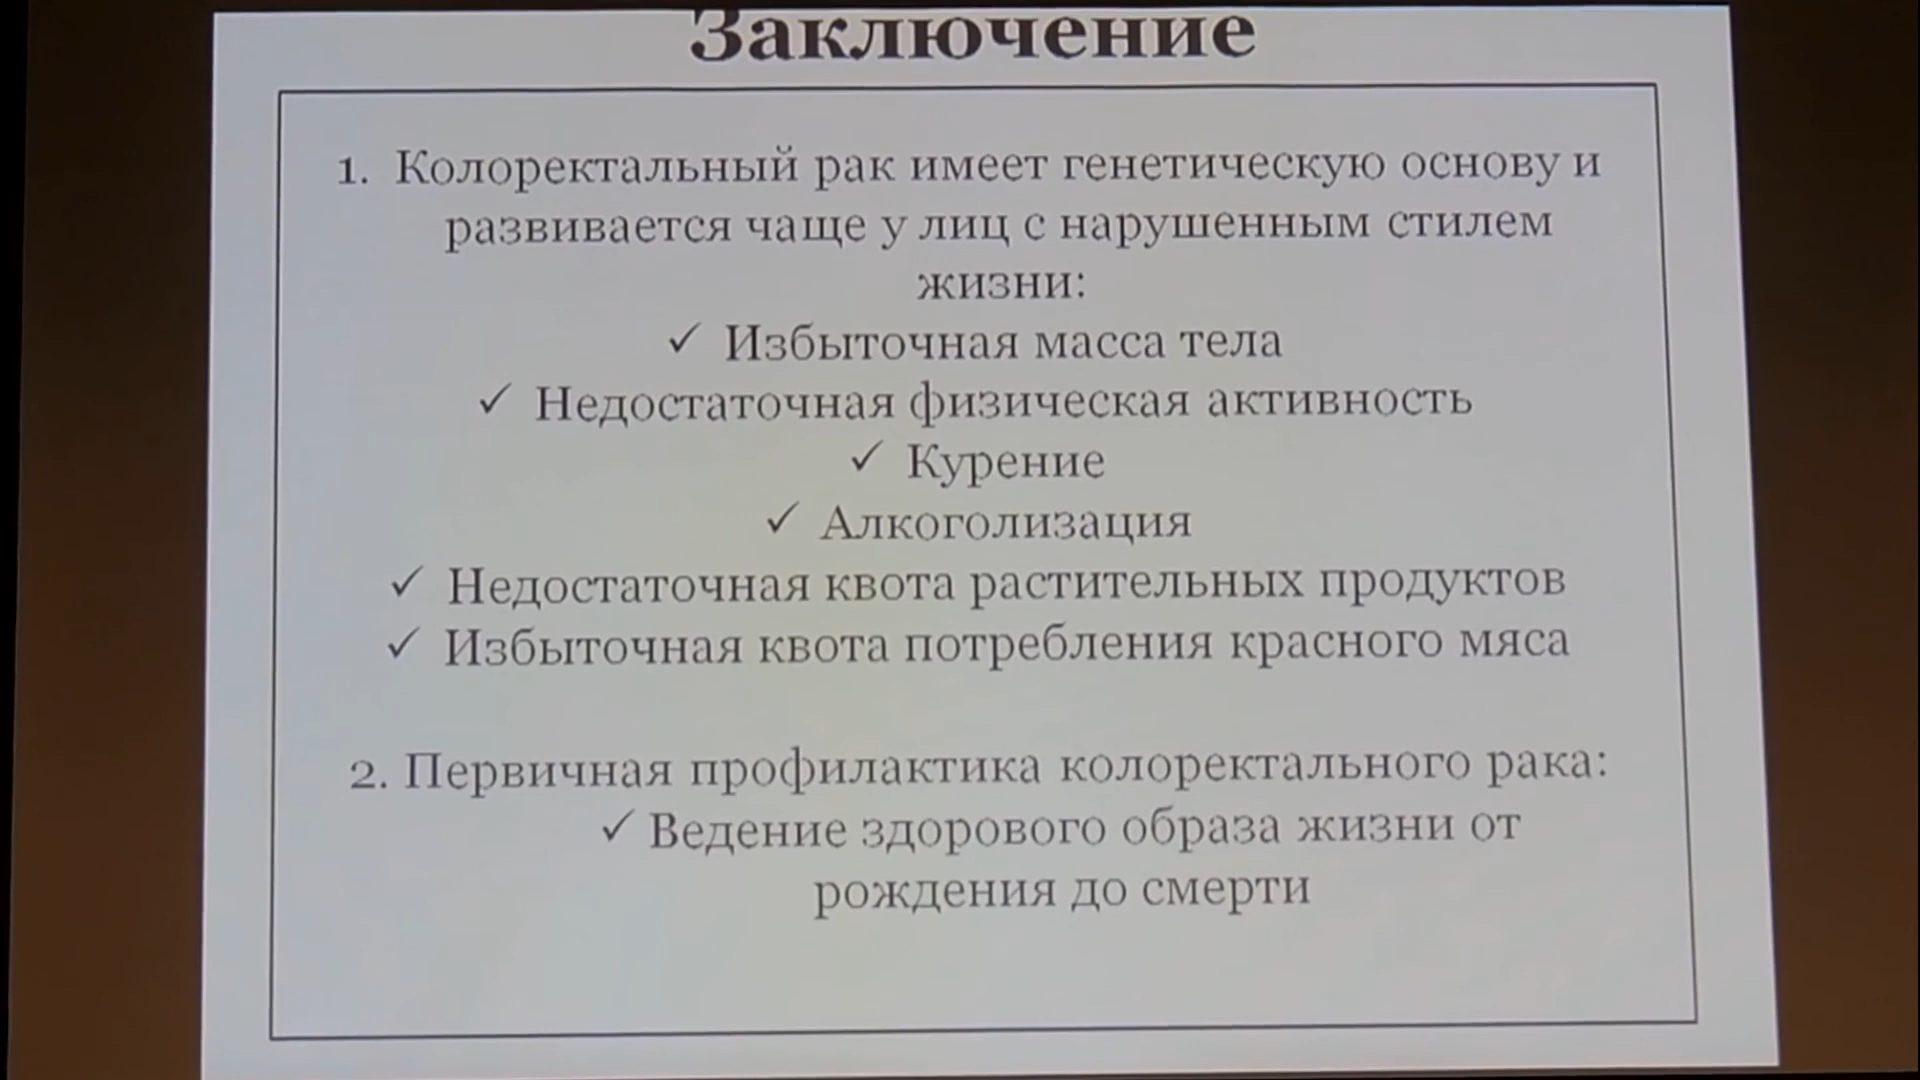 Заключение
1. Колоректальный рак имеет генетическую основу и
развивается чаще у лиц с нарушенным стилем
жизни:
✓ Избыточная масса тела
✓ Недостаточная физическая активность
✓ Курение
✓ Алкоголизация
✓ Недостаточная квота растительных продуктов
✓ Избыточная квота потребления красного мяса
2. Первичная профилактика колоректального рака:
✓ Ведение здорового образа жизни от
рождения до смерти